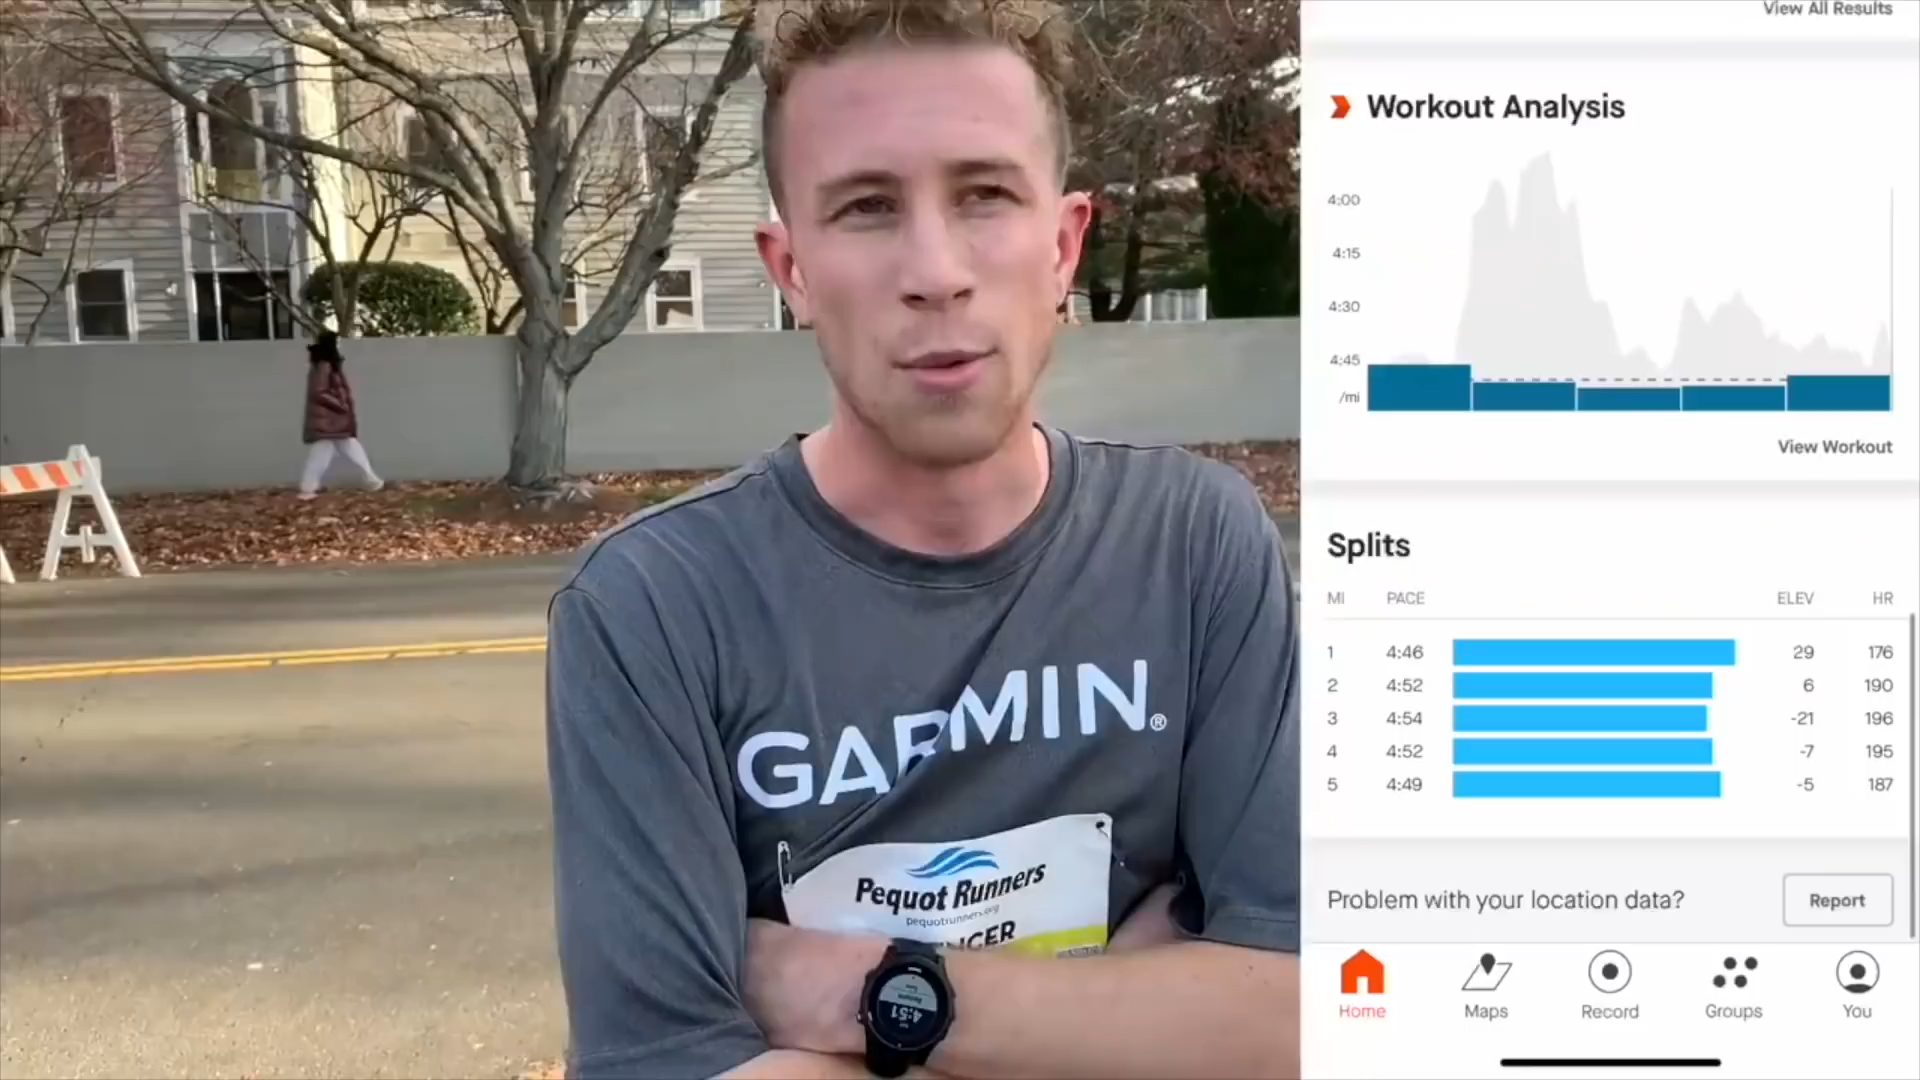 GARMIN®
Pequot Runners
pequotrunners.org
NGER
4:51
View All Results
Workout Analysis
4:00
4:15
4:30
4:45
/mi
View Workout
Splits
MI PACE ELEV HR
1 4:46 29 176
2 4:52 6 190
3 4:54 -21 196
4 4:52 -7 195
5 4:49 -5 187
Problem with your location data? Report
Home Maps Record Groups You